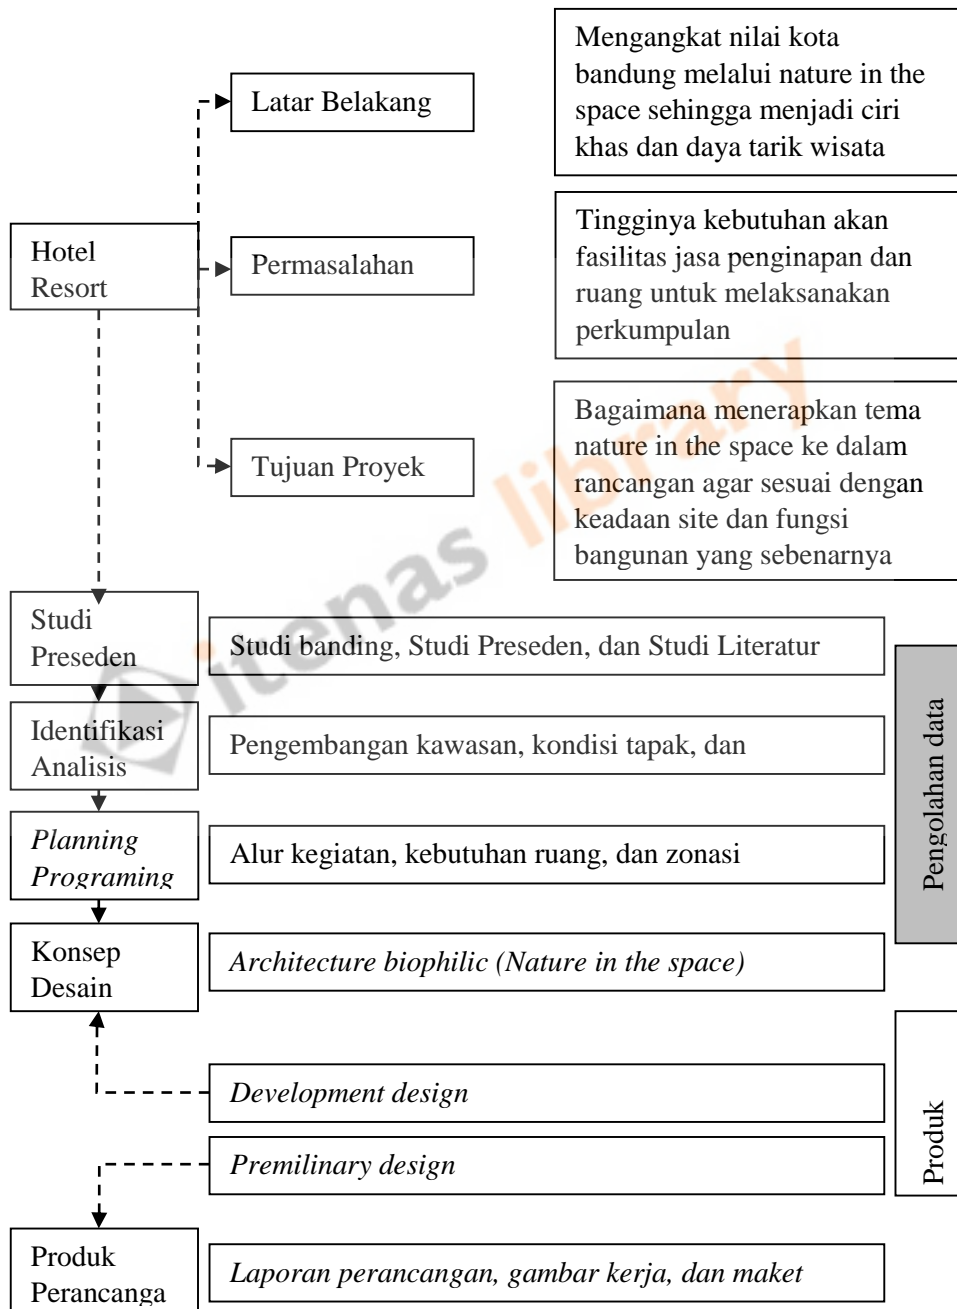 Latar Belakang
Mengangkat nilai kota
bandung melalui nature in the
space sehingga menjadi ciri
khas dan daya tarik wisata
Hotel
Resort
Permasalahan
Tingginya kebutuhan akan
fasilitas jasa penginapan dan
ruang untuk melaksanakan
perkumpulan
Tujuan Proyek
Bagaimana menerapkan tema
nature in the space ke dalam
rancangan agar sesuai dengan
keadaan site dan fungsi
bangunan yang sebenarnya
Studi
Preseden
Studi banding, Studi Preseden, dan Studi Literatur
Identifikasi
Analisis
Pengembangan kawasan, kondisi tapak, dan
Planning
Programing
Alur kegiatan, kebutuhan ruang, dan zonasi
Pengolahan data
Konsep
Desain
Architecture biophilic (Nature in the space)
Development design
Premilinary design
Produk
Produk
Perancanga
Laporan perancangan, gambar kerja, dan maket
itenas library